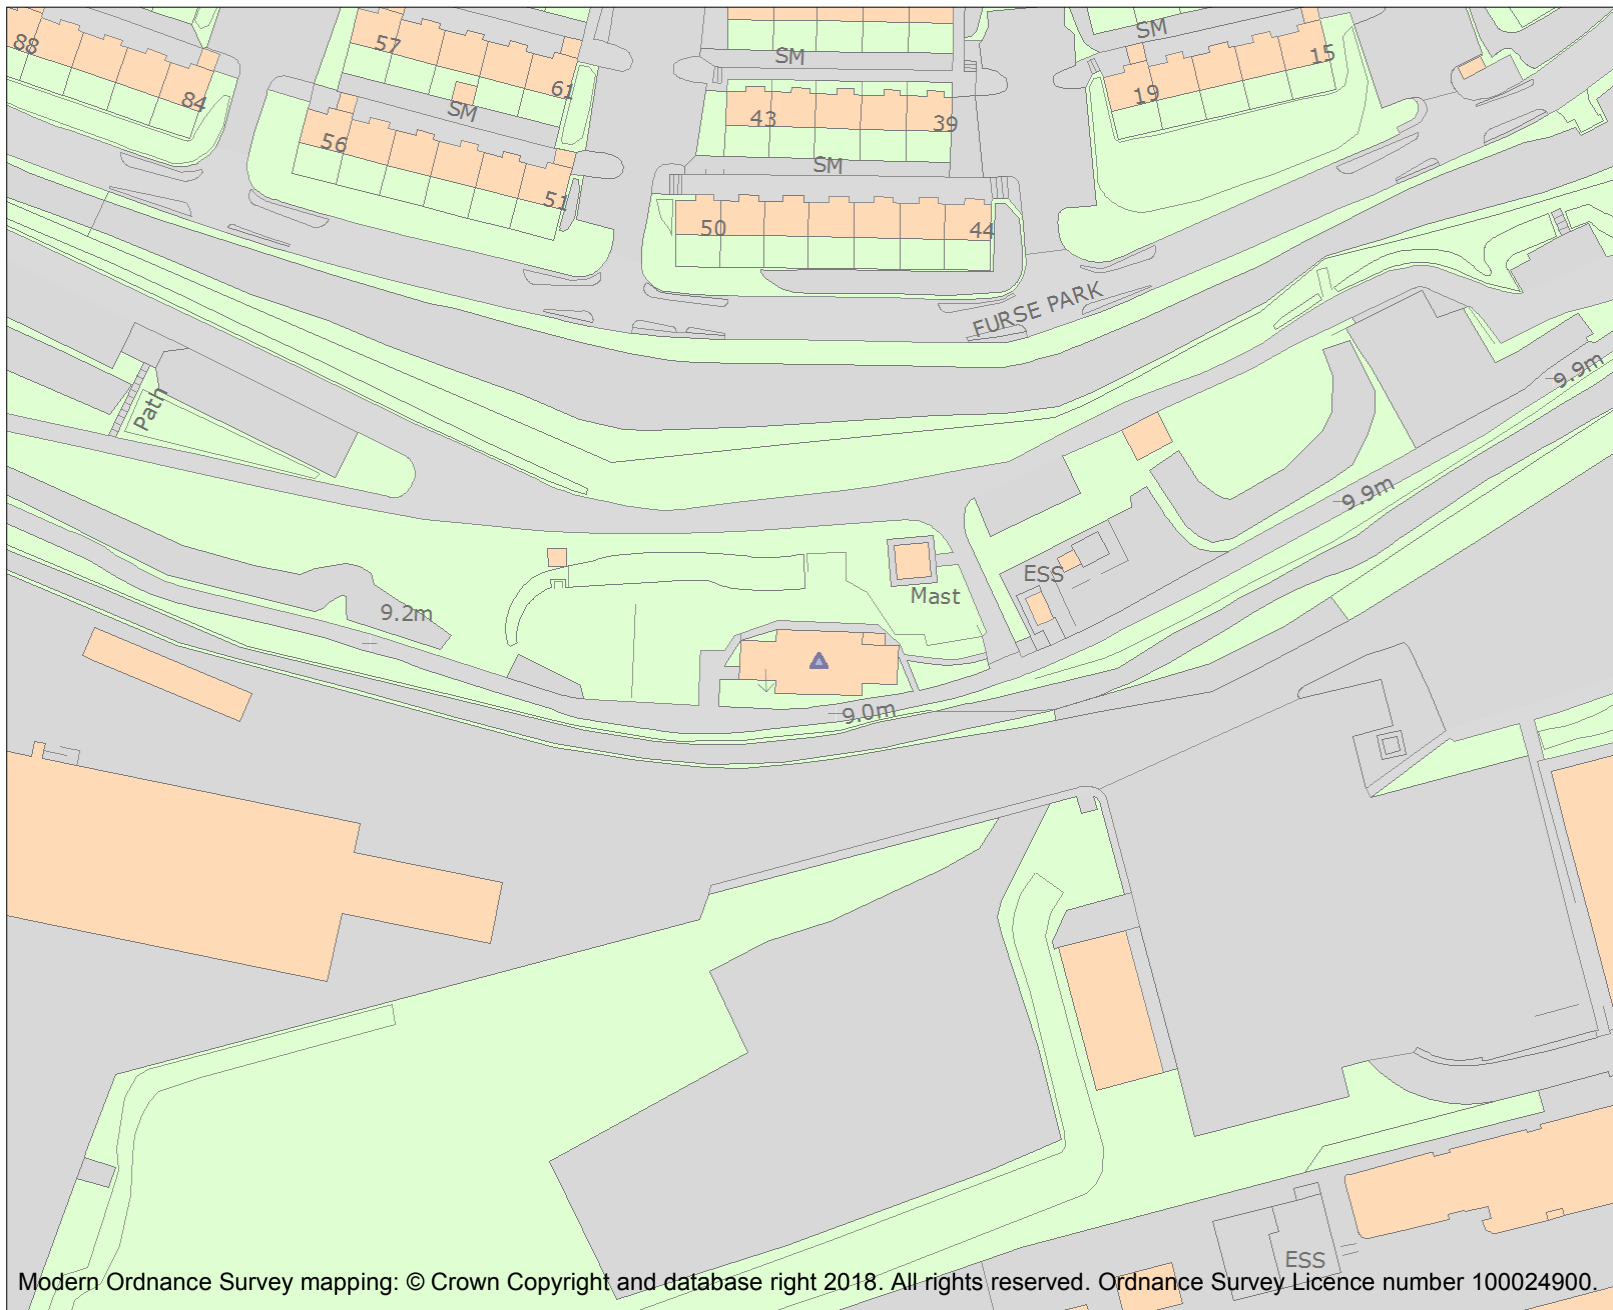 88
84
57
61
SM
56
51
SM
43
39
SM
50
44
SM
19
15
FURSE PARK
Path
9.9m
9.9m
ESS
Mast
9.2m
9.0m
ESS
Modern Ordnance Survey mapping: © Crown Copyright and database right 2018. All rights reserved. Ordnance Survey Licence number 100024900.